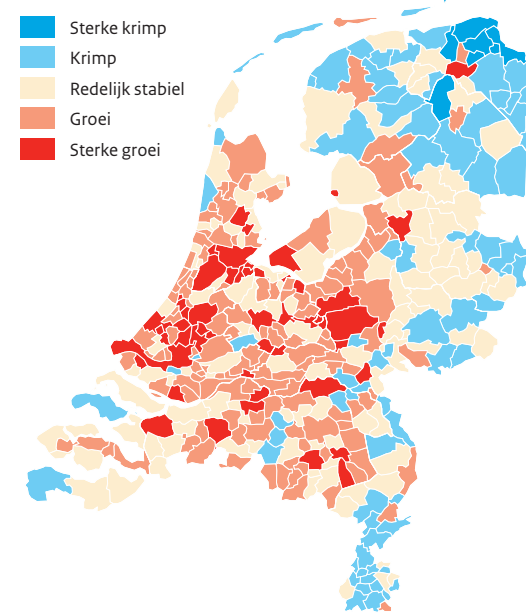 Sterke krimp
Krimp
Redelijk stabiel
Groei
Sterke groei